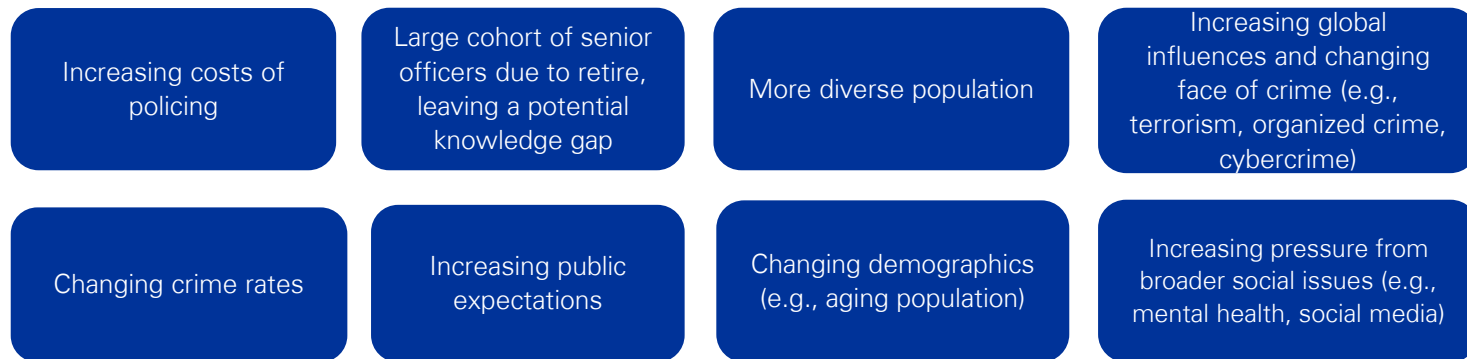 Increasing costs of
policing
Large cohort of senior
officers due to retire,
leaving a potential
knowledge gap
More diverse population
Increasing global
influences and changing
face of crime (e.g.,
terrorism, organized crime,
cybercrime)
Changing crime rates
Increasing public
expectations
Changing demographics
(e.g., aging population)
Increasing pressure from
broader social issues (e.g.,
mental health, social media)